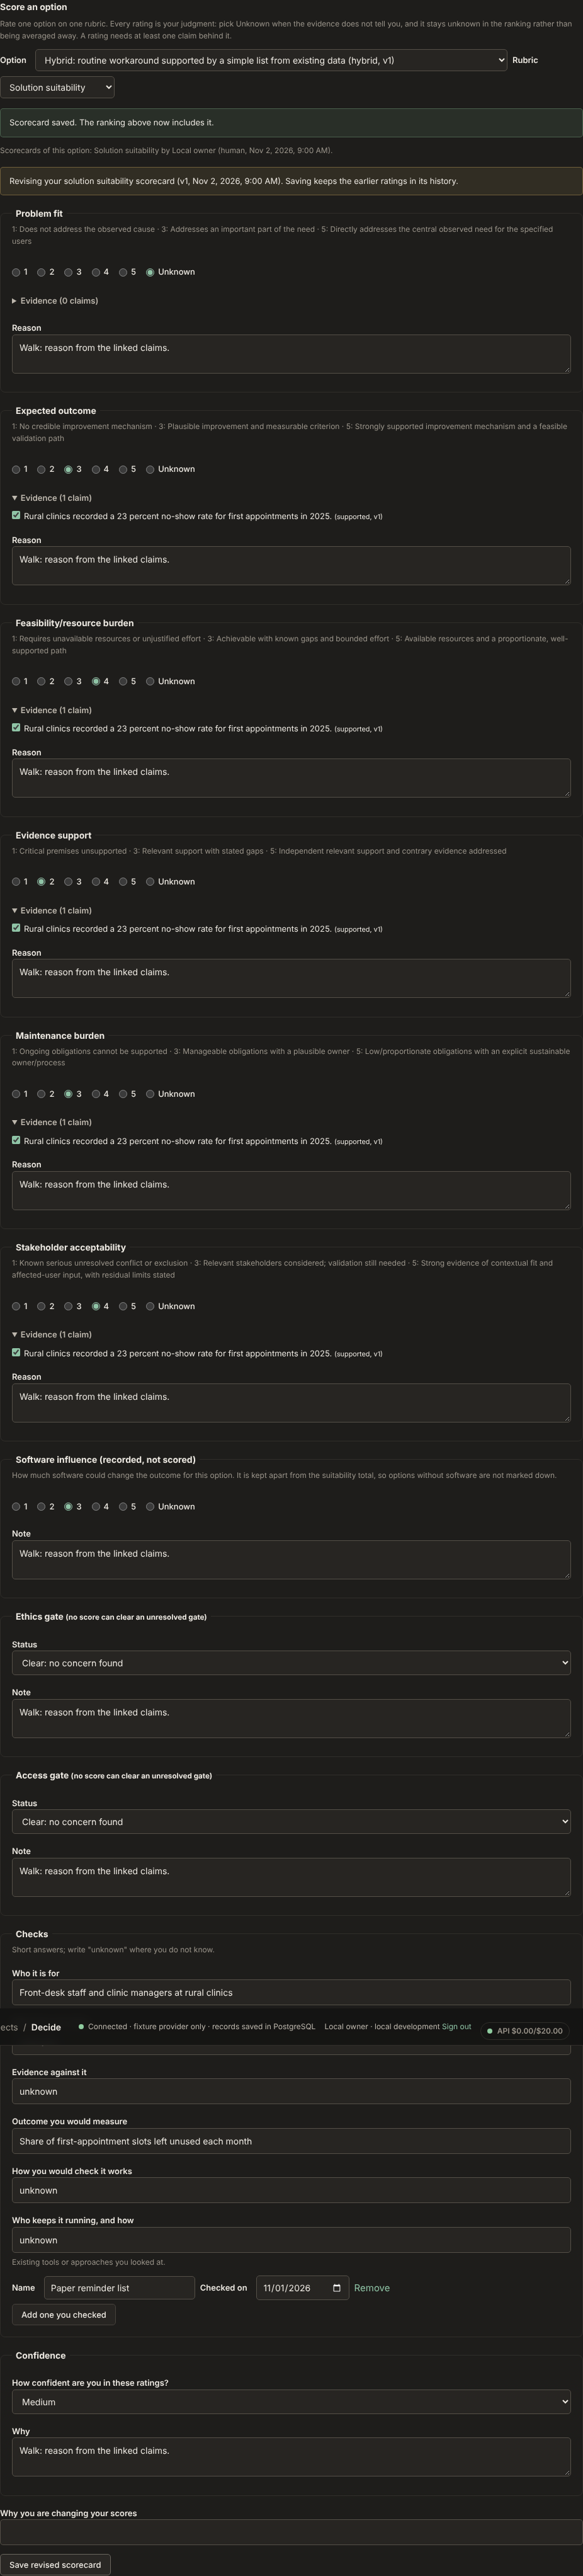 Score an option
Rate one option on one rubric. Every rating is your judgment: pick Unknown when the evidence does not tell you, and it stays unknown in the ranking rather than
being averaged away. A rating needs at least one claim behind it.
Option Hybrid: routine workaround supported by a simple list from existing data (hybrid, v1) Rubric
Solution suitability
Scorecard saved. The ranking above now includes it.
Scorecards of this option: Solution suitability by Local owner (human, Nov 2, 2026, 9:00 AM).
Revising your solution suitability scorecard (v1, Nov 2, 2026, 9:00 AM). Saving keeps the earlier ratings in its history.
Problem fit
1: Does not address the observed cause · 3: Addresses an important part of the need · 5: Directly addresses the central observed need for the specified
users
1 2 3 4 5 Unknown
Evidence (0 claims)
Reason
Walk: reason from the linked claims.
Expected outcome
1: No credible improvement mechanism · 3: Plausible improvement and measurable criterion · 5: Strongly supported improvement mechanism and a feasible
validation path
1 2 3 4 5 Unknown
Evidence (1 claim)
Rural clinics recorded a 23 percent no-show rate for first appointments in 2025. (supported, v1)
Reason
Walk: reason from the linked claims.
Feasibility/resource burden
1: Requires unavailable resources or unjustified effort · 3: Achievable with known gaps and bounded effort · 5: Available resources and a proportionate, well-
supported path
1 2 3 4 5 Unknown
Evidence (1 claim)
Rural clinics recorded a 23 percent no-show rate for first appointments in 2025. (supported, v1)
Reason
Walk: reason from the linked claims.
Evidence support
1: Critical premises unsupported · 3: Relevant support with stated gaps · 5: Independent relevant support and contrary evidence addressed
1 2 3 4 5 Unknown
Evidence (1 claim)
Rural clinics recorded a 23 percent no-show rate for first appointments in 2025. (supported, v1)
Reason
Walk: reason from the linked claims.
Maintenance burden
1: Ongoing obligations cannot be supported · 3: Manageable obligations with a plausible owner · 5: Low/proportionate obligations with an explicit sustainable
owner/process
1 2 3 4 5 Unknown
Evidence (1 claim)
Rural clinics recorded a 23 percent no-show rate for first appointments in 2025. (supported, v1)
Reason
Walk: reason from the linked claims.
Stakeholder acceptability
1: Known serious unresolved conflict or exclusion · 3: Relevant stakeholders considered; validation still needed · 5: Strong evidence of contextual fit and
affected-user input, with residual limits stated
1 2 3 4 5 Unknown
Evidence (1 claim)
Rural clinics recorded a 23 percent no-show rate for first appointments in 2025. (supported, v1)
Reason
Walk: reason from the linked claims.
Software influence (recorded, not scored)
How much software could change the outcome for this option. It is kept apart from the suitability total, so options without software are not marked down.
1 2 3 4 5 Unknown
Note
Walk: reason from the linked claims.
Ethics gate (no score can clear an unresolved gate)
Status
Clear: no concern found
Note
Walk: reason from the linked claims.
Access gate (no score can clear an unresolved gate)
Status
Clear: no concern found
Note
Walk: reason from the linked claims.
Checks
Short answers; write "unknown" where you do not know.
Who it is for
Front-desk staff and clinic managers at rural clinics
ects / Decide Connected · fixture provider only · records saved in PostgreSQL Local owner · local development Sign out API $0.00/$20.00
Evidence against it
unknown
Outcome you would measure
Share of first-appointment slots left unused each month
How you would check it works
unknown
Who keeps it running, and how
unknown
Existing tools or approaches you looked at.
Name Paper reminder list Checked on 11/01/2026 Remove
Add one you checked
Confidence
How confident are you in these ratings?
Medium
Why
Walk: reason from the linked claims.
Why you are changing your scores
Save revised scorecard